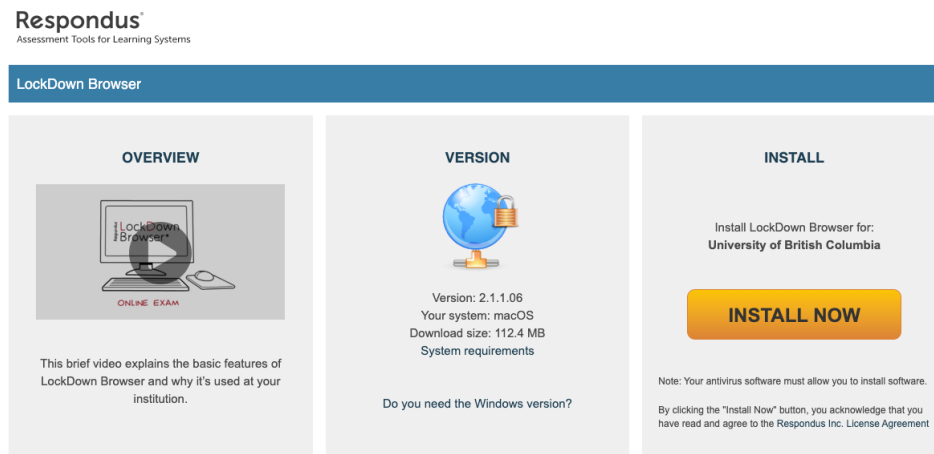 Respondus®
Assessment Tools for Learning Systems
LockDown Browser
OVERVIEW
Respondus
LockDown
Browser®
ONLINE EXAM
This brief video explains the basic features of
LockDown Browser and why it's used at your
institution.
VERSION
Version: 2.1.1.06
Your system: macOS
Download size: 112.4 MB
System requirements
Do you need the Windows version?
INSTALL
Install LockDown Browser for:
University of British Columbia
INSTALL NOW
Note: Your antivirus software must allow you to install software.
By clicking the "Install Now" button, you acknowledge that you
have read and agree to the Respondus Inc. License Agreement